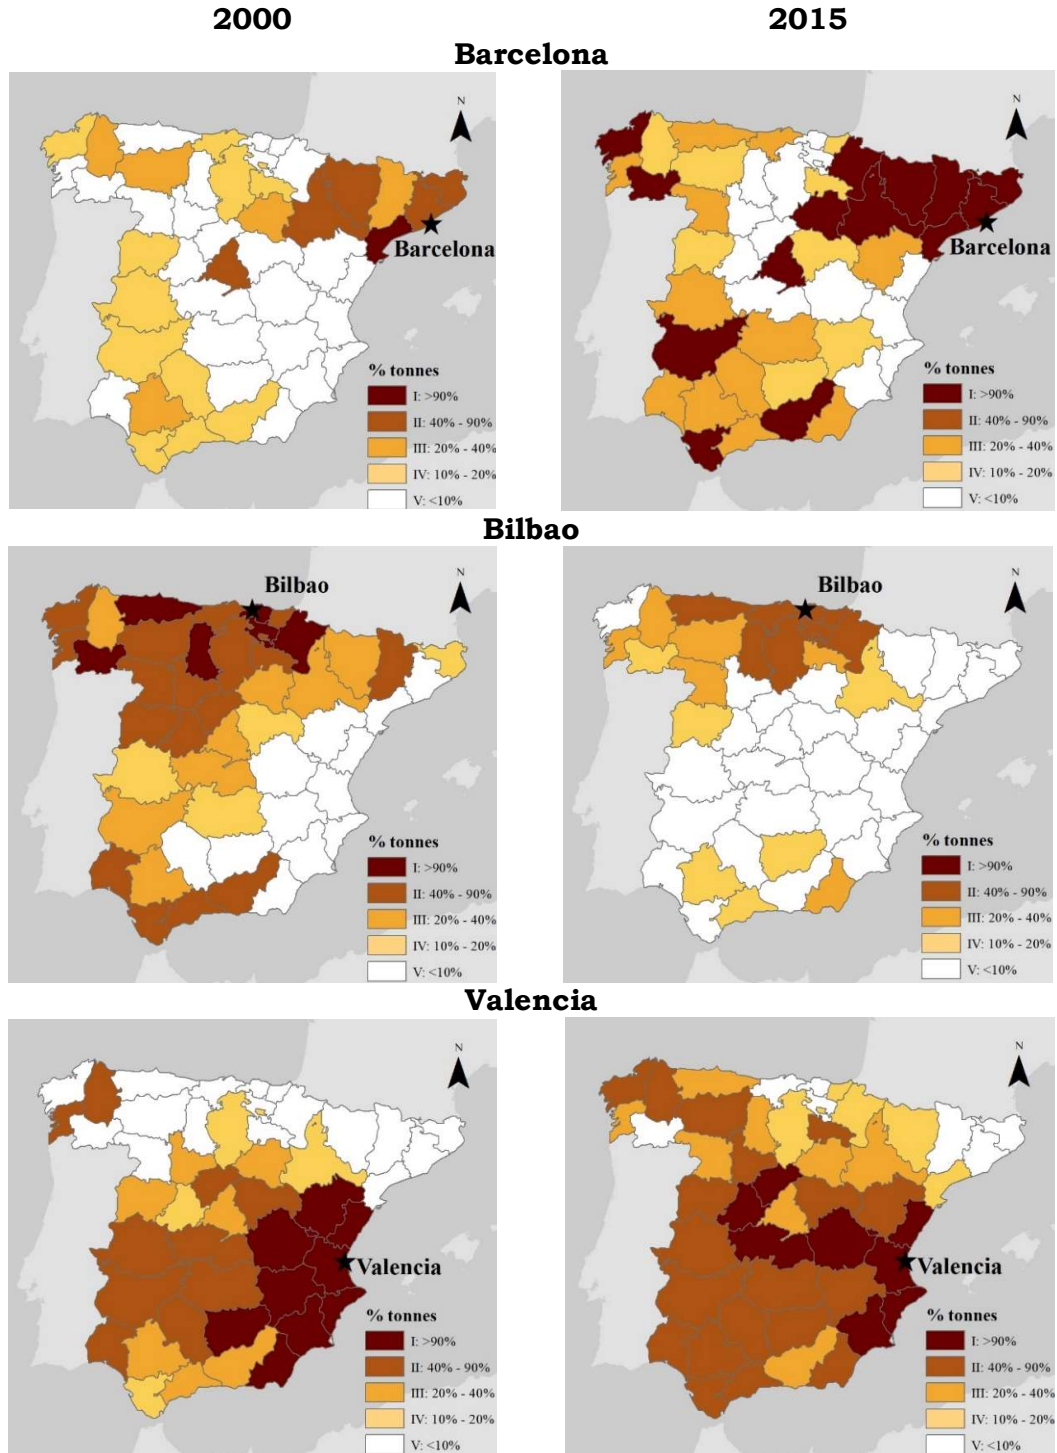 2000
2015
Barcelona
N
Barcelona
% tonnes
I: >90%
II: 40% - 90%
III: 20% - 40%
IV: 10% - 20%
V: <10%
N
Barcelona
% tonnes
I: >90%
II: 40% - 90%
III: 20% - 40%
IV: 10% - 20%
V: <10%
Bilbao
N
Bilbao
% tonnes
I: >90%
II: 40% - 90%
III: 20% - 40%
IV: 10% - 20%
V: <10%
N
Bilbao
% tonnes
I: >90%
II: 40% - 90%
III: 20% - 40%
IV: 10% - 20%
V: <10%
Valencia
N
Valencia
% tonnes
I: >90%
II: 40% - 90%
III: 20% - 40%
IV: 10% - 20%
V: <10%
N
Valencia
% tonnes
I: >90%
II: 40% - 90%
III: 20% - 40%
IV: 10% - 20%
V: <10%